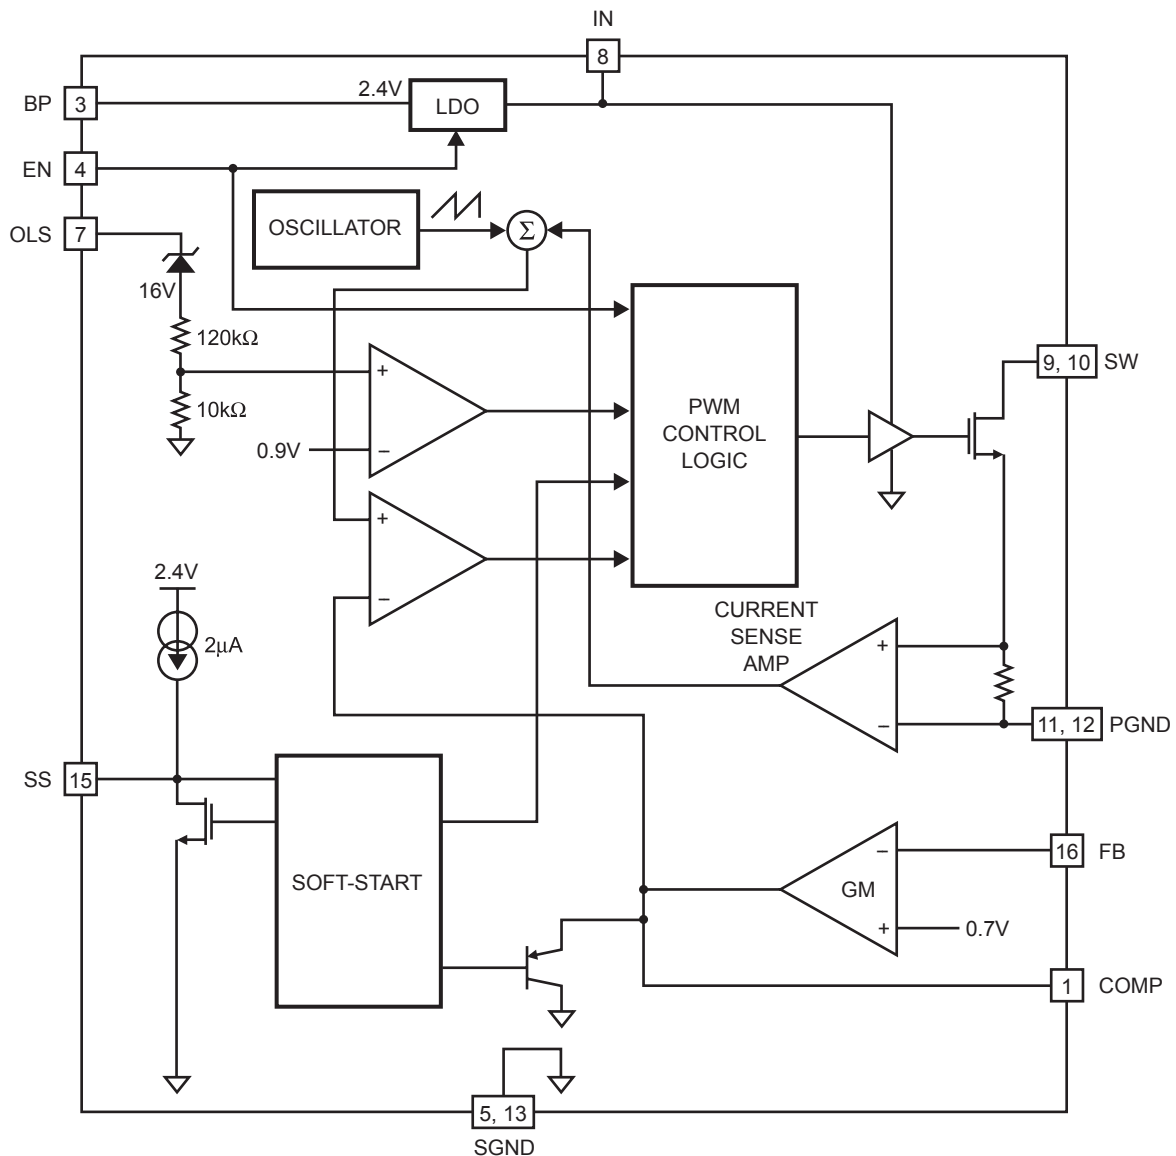 IN
8
BP
3
2.4V
LDO
EN
4
OLS
7
OSCILLATOR
Σ
16V
120kΩ
10kΩ
+
0.9V
−
+
−
PWM
CONTROL
LOGIC
9, 10
SW
2.4V
2μA
CURRENT
SENSE
AMP
+
−
11, 12
PGND
SS
15
SOFT-START
GM
−
+
0.7V
16
FB
1
COMP
5, 13
SGND